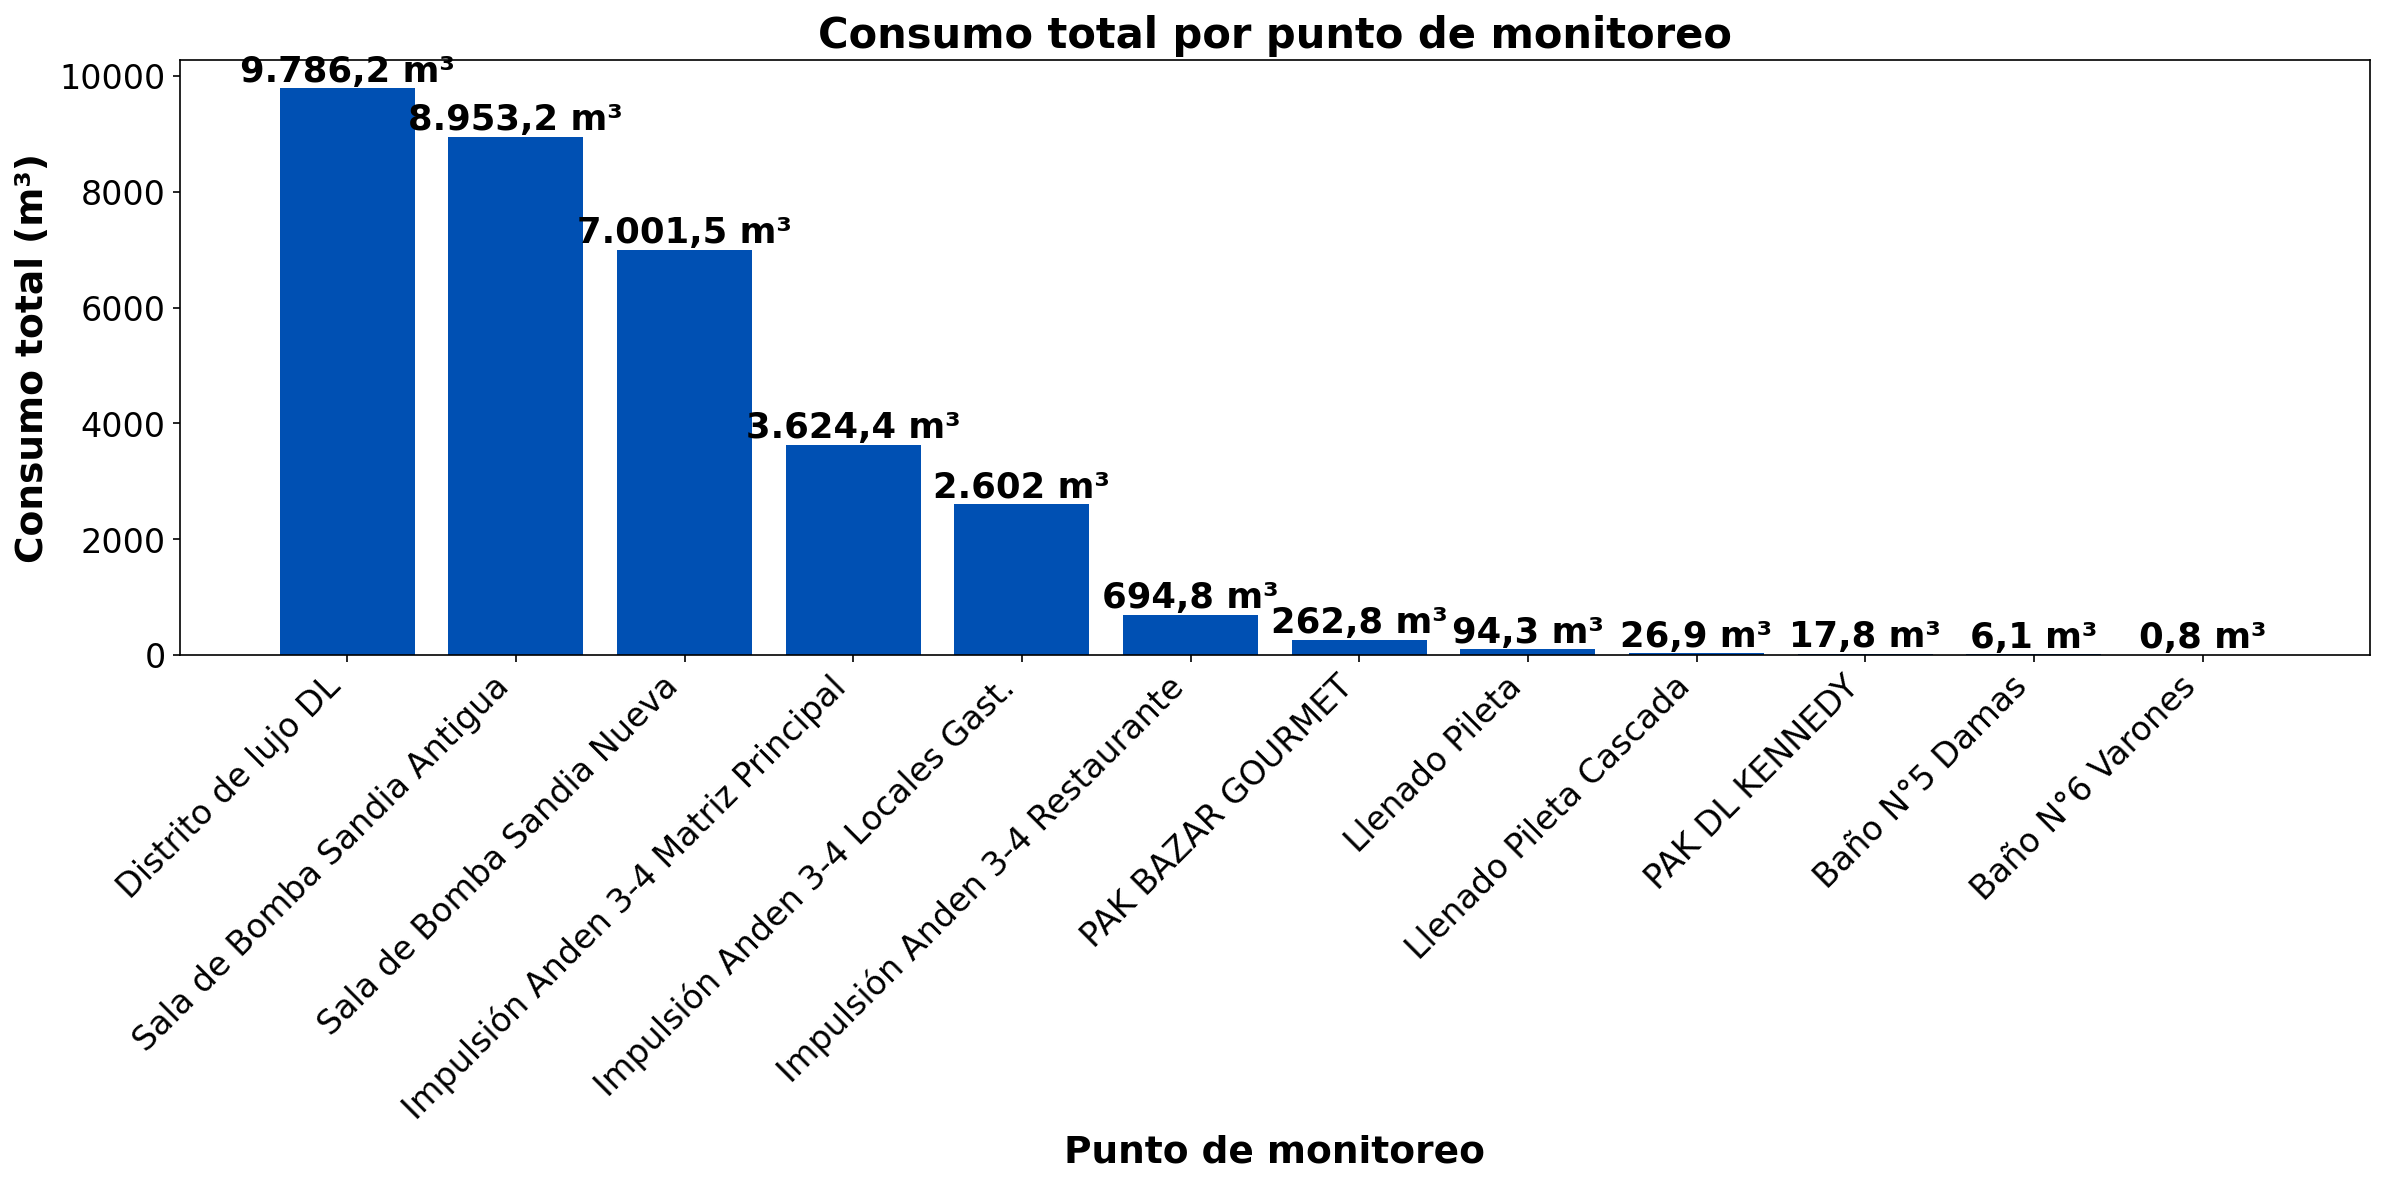 Consumo total por punto de monitoreo
Consumo total (m³)
10000
8000
6000
4000
2000
0
9.786,2 m³
8.953,2 m³
7.001,5 m³
3.624,4 m³
2.602 m³
694,8 m³
262,8 m³
94,3 m³
26,9 m³
17,8 m³
6,1 m³
0,8 m³
Distrito de lujo DL
Sala de Bomba Sandia Antigua
Sala de Bomba Sandia Nueva
Impulsión Anden 3-4 Matriz Principal
Impulsión Anden 3-4 Locales Gast.
Impulsión Anden 3-4 Restaurante
PAK BAZAR GOURMET
Llenado Pileta
Llenado Pileta Cascada
PAK DL KENNEDY
Baño N°5 Damas
Baño N°6 Varones
Punto de monitoreo